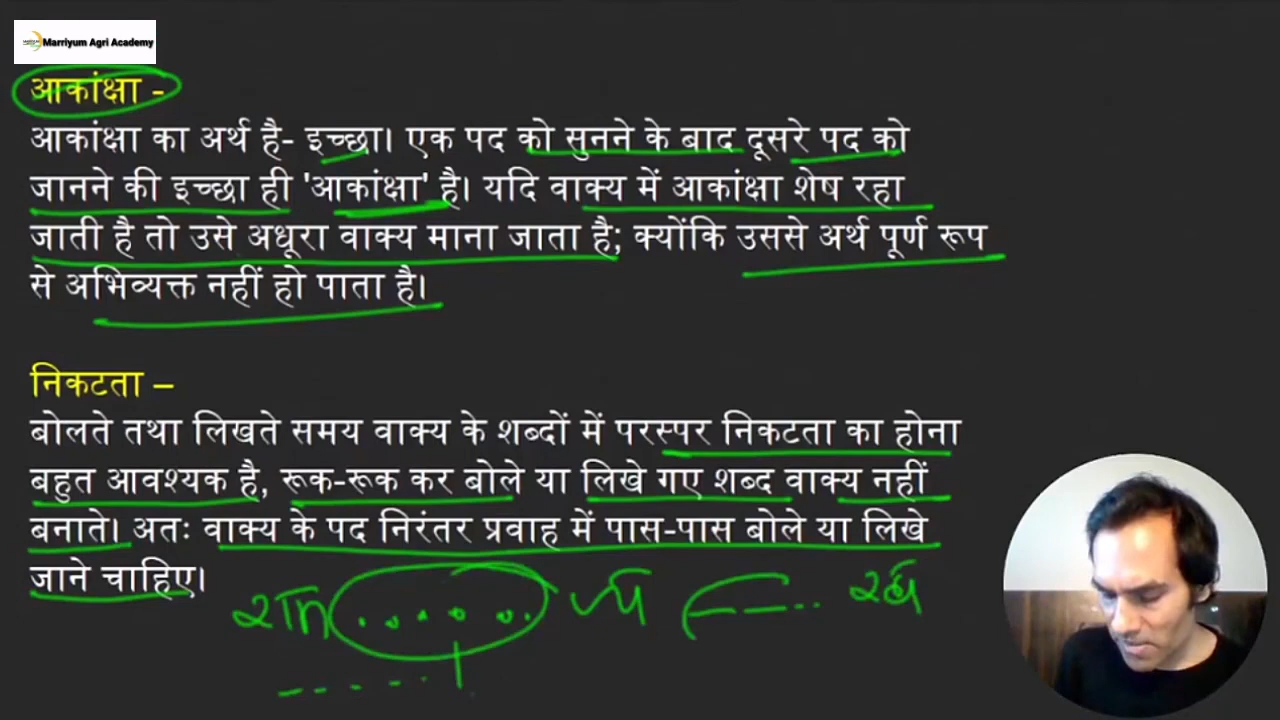 Marriyum Agri Academy
आकांक्षा -
आकांक्षा का अर्थ है- इच्छा। एक पद को सुनने के बाद दूसरे पद को
जानने की इच्छा ही 'आकांक्षा' है। यदि वाक्य में आकांक्षा शेष रहा
जाती है तो उसे अधूरा वाक्य माना जाता है; क्योंकि उससे अर्थ पूर्ण रूप
से अभिव्यक्त नहीं हो पाता है।
निकटता –
बोलते तथा लिखते समय वाक्य के शब्दों में परस्पर निकटता का होना
बहुत आवश्यक है, रूक-रूक कर बोले या लिखे गए शब्द वाक्य नहीं
बनाते। अतः वाक्य के पद निरंतर प्रवाह में पास-पास बोले या लिखे
जाने चाहिए।